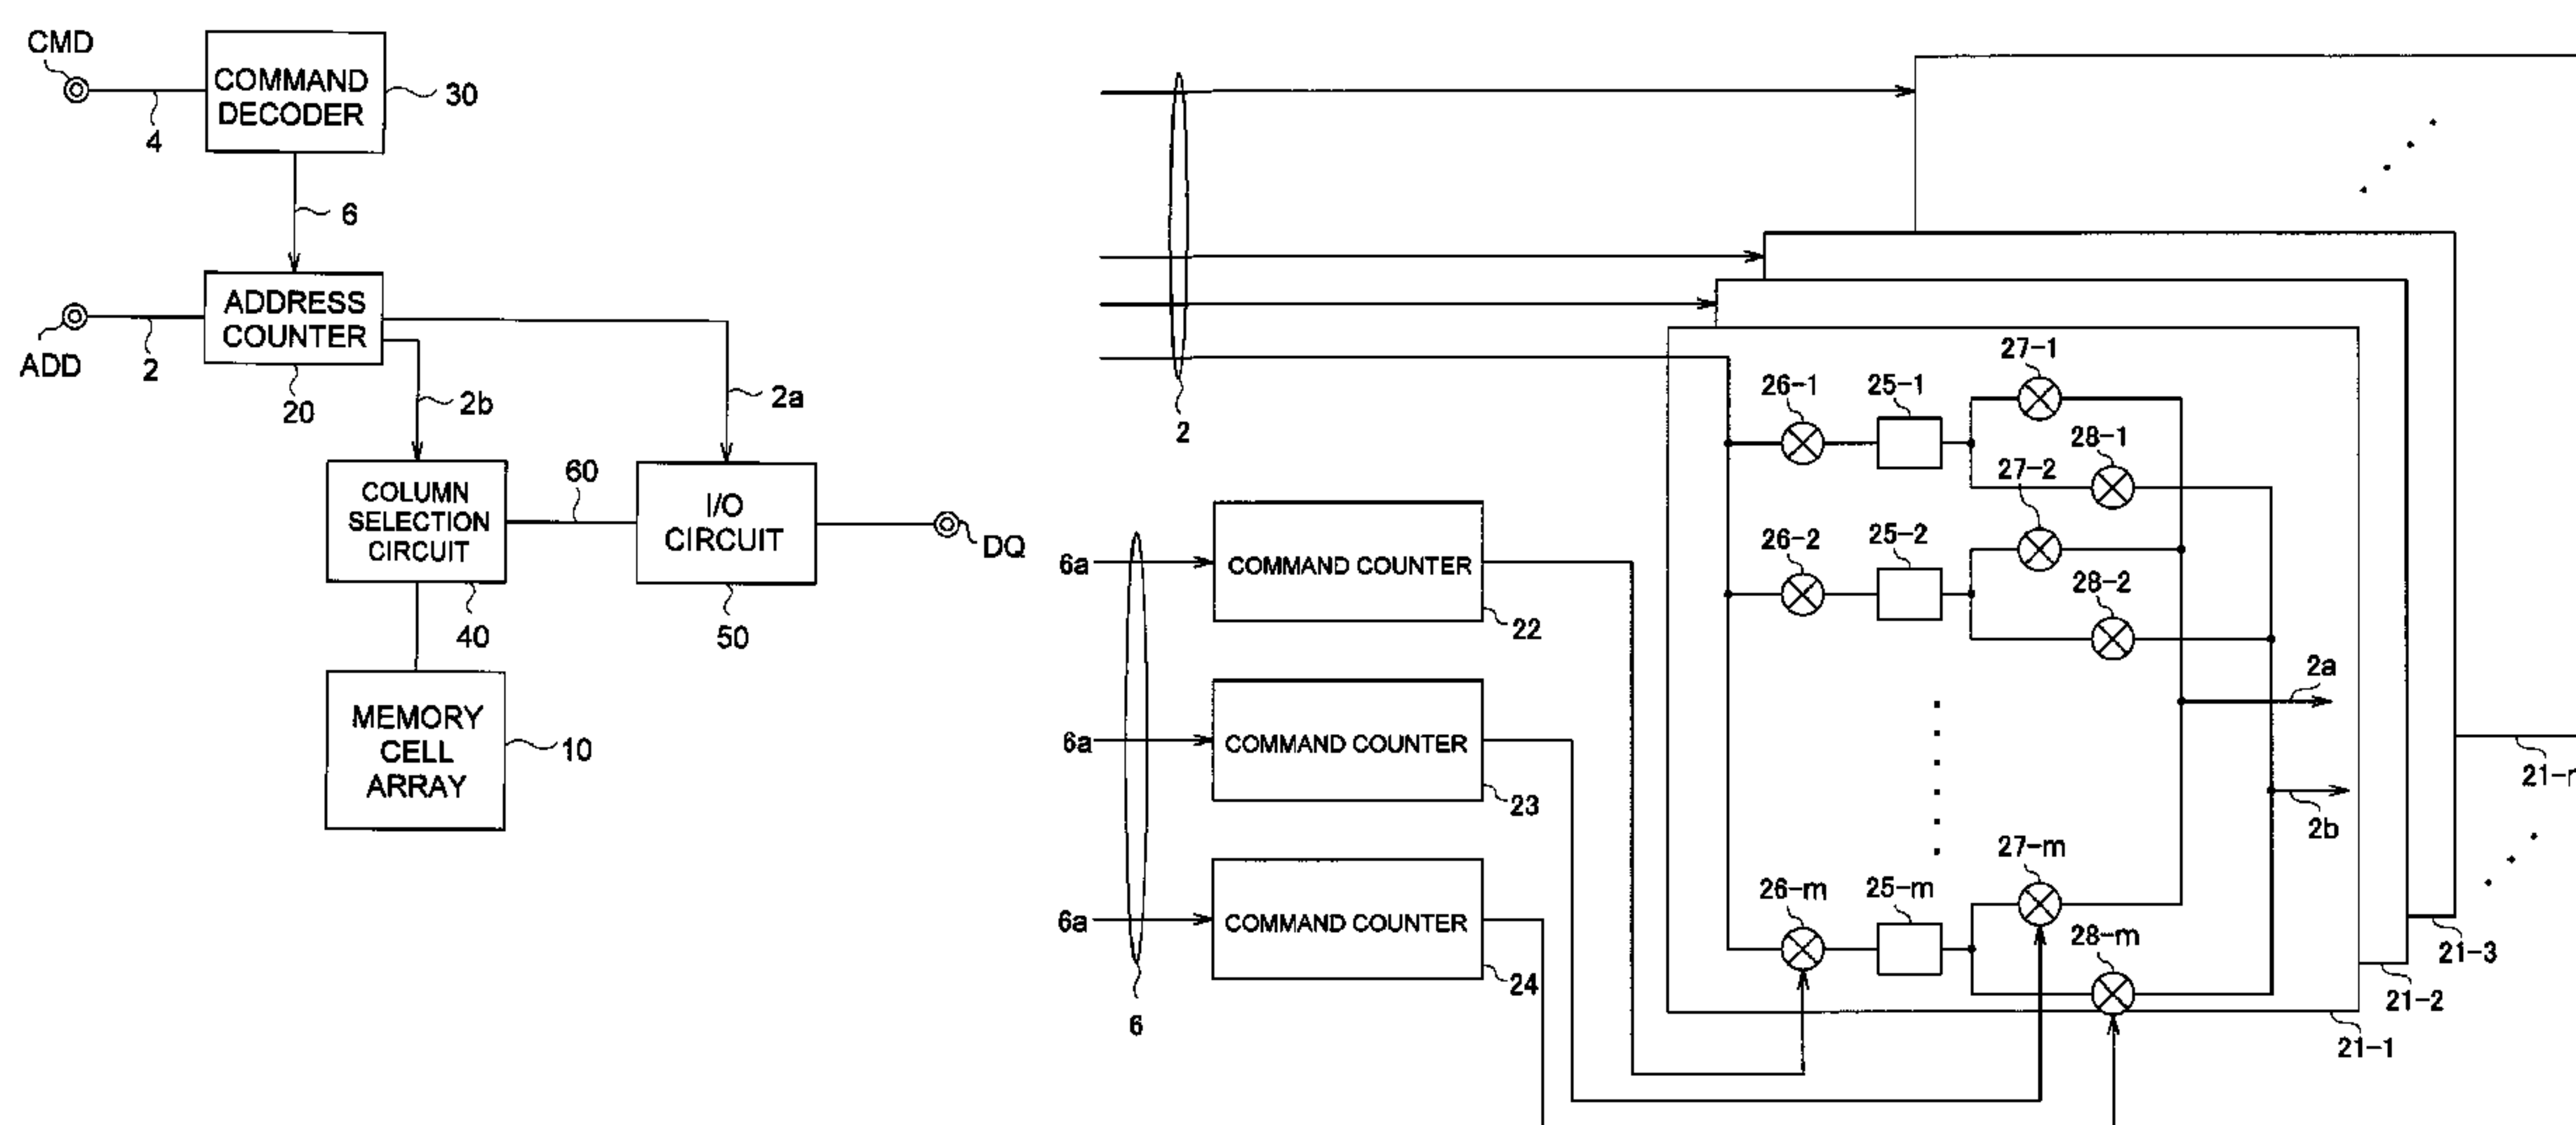 CMD
COMMAND
DECODER
30
4
6
ADDRESS
COUNTER
ADD
2
20
2b
2a
COLUMN
SELECTION
CIRCUIT
60
I/O
CIRCUIT
DQ
40
50
MEMORY
CELL
ARRAY
10
2
6a
COMMAND COUNTER
22
6a
COMMAND COUNTER
23
6a
COMMAND COUNTER
24
6
27-1
26-1
25-1
28-1
27-2
26-2
25-2
28-2
2a
2b
27-m
26-m
25-m
28-m
21-1
21-2
21-3